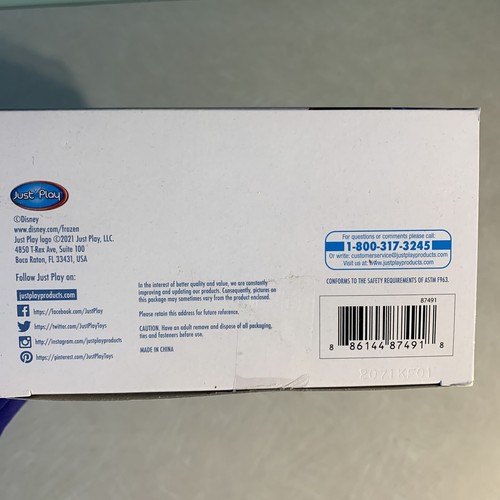 Just Play
©Disney
www.disney.com/frozen
Just Play logo ©2021 Just Play, LLC.
4850 T-Rex Ave, Suite 100
Boca Raton, FL 33431, USA
Follow Just Play on:
justplayproducts.com
https://facebook.com/JustPlay
https://twitter.com/JustPlayToys
http://instagram.com/justplayproducts
https://pinterest.com/JustPlayToys
In the interest of better quality and value, we are constantly
improving and updating our products. Consequently, pictures on
this package may sometimes vary from the product enclosed.
Please retain this address for future reference.
CAUTION. Have an adult remove and dispose of all packaging,
ties and fasteners before use.
MADE IN CHINA
For questions or comments please call:
1-800-317-3245
Or write: customerservice@justplayproducts.com
Visit us at: www.justplayproducts.com
CONFORMS TO THE SAFETY REQUIREMENTS OF ASTM F963.
87491
8 86144 87491 8
2071KF01